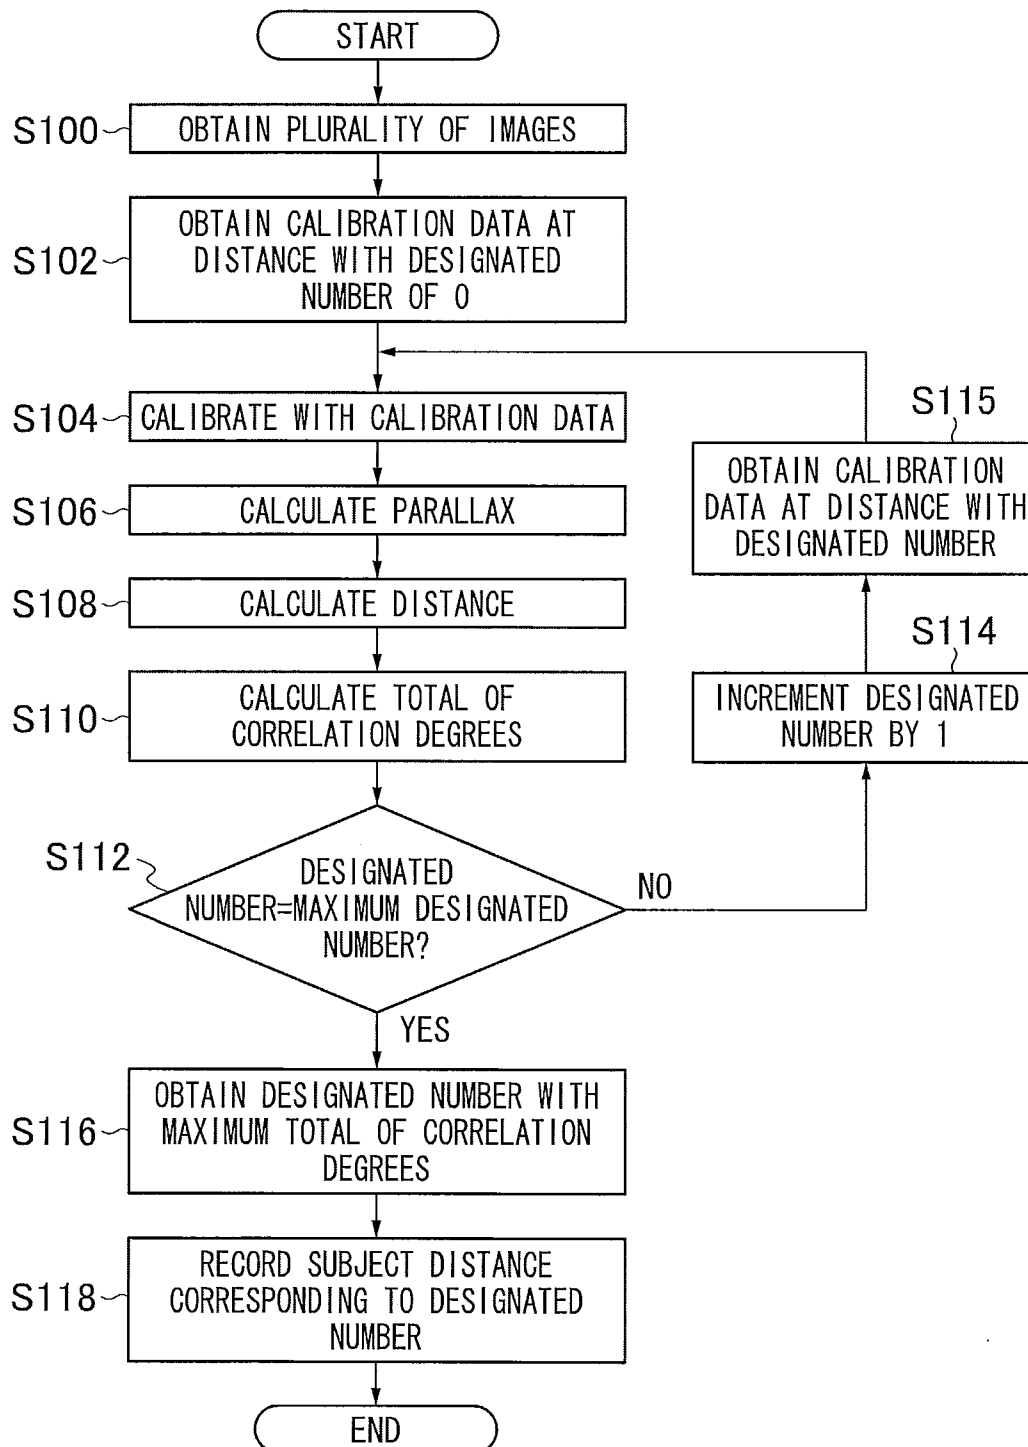 START
S100
OBTAIN PLURALITY OF IMAGES
S102
OBTAIN CALIBRATION DATA AT
DISTANCE WITH DESIGNATED
NUMBER OF 0
S104
CALIBRATE WITH CALIBRATION DATA
S106
CALCULATE PARALLAX
S108
CALCULATE DISTANCE
S110
CALCULATE TOTAL OF
CORRELATION DEGREES
S112
DESIGNATED
NUMBER=MAXIMUM DESIGNATED
NUMBER?
NO
S114
INCREMENT DESIGNATED
NUMBER BY 1
S115
OBTAIN CALIBRATION
DATA AT DISTANCE WITH
DESIGNATED NUMBER
YES
S116
OBTAIN DESIGNATED NUMBER WITH
MAXIMUM TOTAL OF CORRELATION
DEGREES
S118
RECORD SUBJECT DISTANCE
CORRESPONDING TO DESIGNATED
NUMBER
END